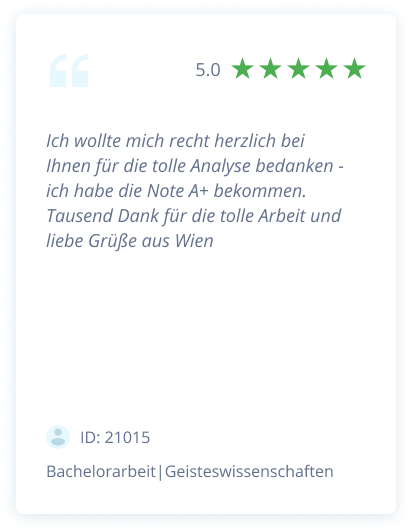 5.0
Ich wollte mich recht herzlich bei
Ihnen für die tolle Analyse bedanken -
ich habe die Note A+ bekommen.
Tausend Dank für die tolle Arbeit und
liebe Grüße aus Wien
ID: 21015
Bachelorarbeit|Geisteswissenschaften